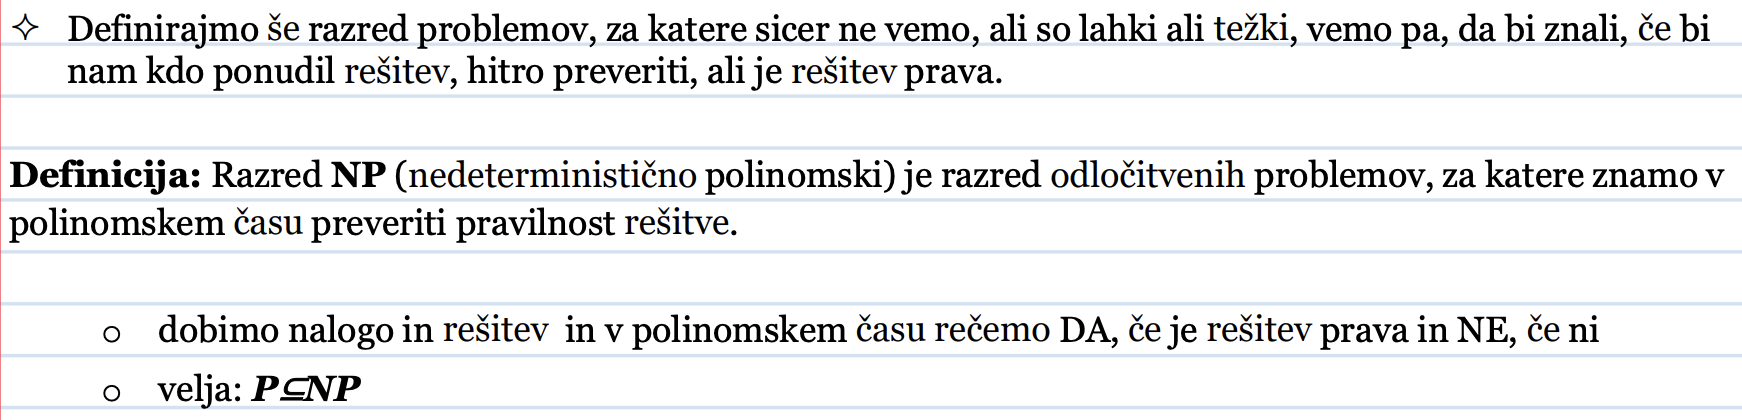 ✧ Definirajmo še razred problemov, za katere sicer ne vemo, ali so lahki ali težki, vemo pa, da bi znali, če bi
nam kdo ponudil rešitev, hitro preveriti, ali je rešitev prava.
Definicija: Razred NP (nedeterministično polinomski) je razred odločitvenih problemov, za katere znamo v
polinomskem času preveriti pravilnost rešitve.
o dobimo nalogo in rešitev in v polinomskem času rečemo DA, če je rešitev prava in NE, če ni
o velja: P⊆NP